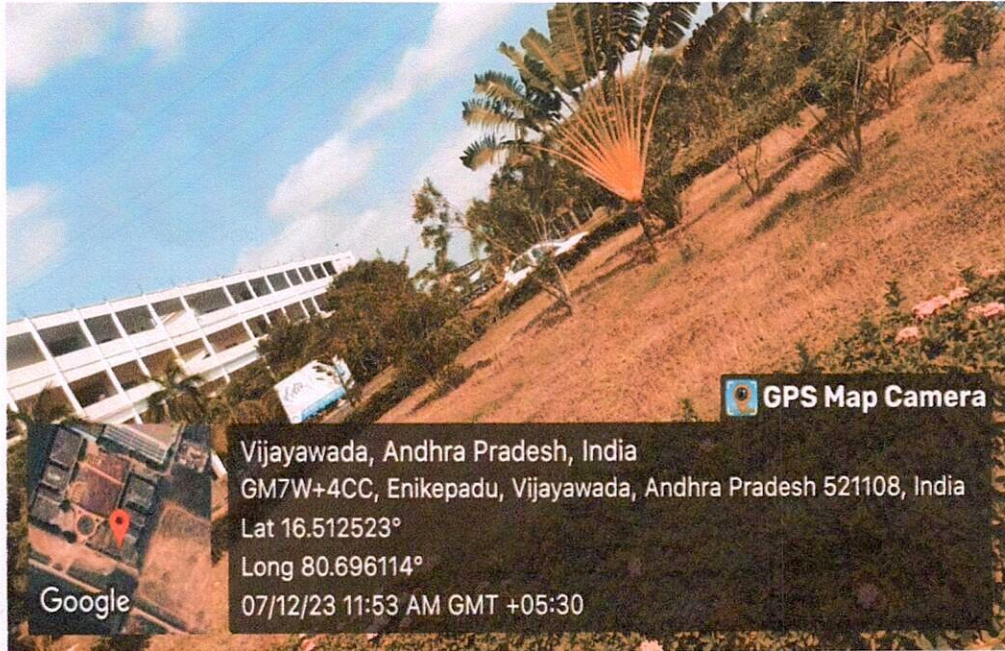 GPS Map Camera
Vijayawada, Andhra Pradesh, India
GM7W+4CC, Enikepadu, Vijayawada, Andhra Pradesh 521108, India
Lat 16.512523°
Long 80.696114°
07/12/23 11:53 AM GMT +05:30
Google